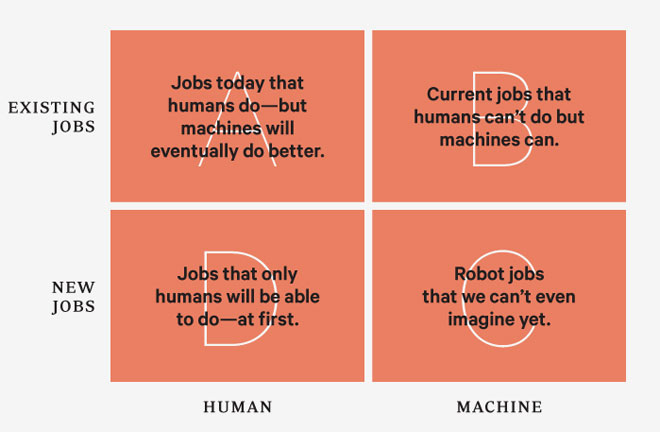 EXISTING
JOBS
A
Jobs today that
humans do—but
machines will
eventually do better.
B
Current jobs that
humans can’t do but
machines can.
NEW
JOBS
D
Jobs that only
humans will be able
to do—at first.
C
Robot jobs
that we can’t even
imagine yet.
HUMAN
MACHINE